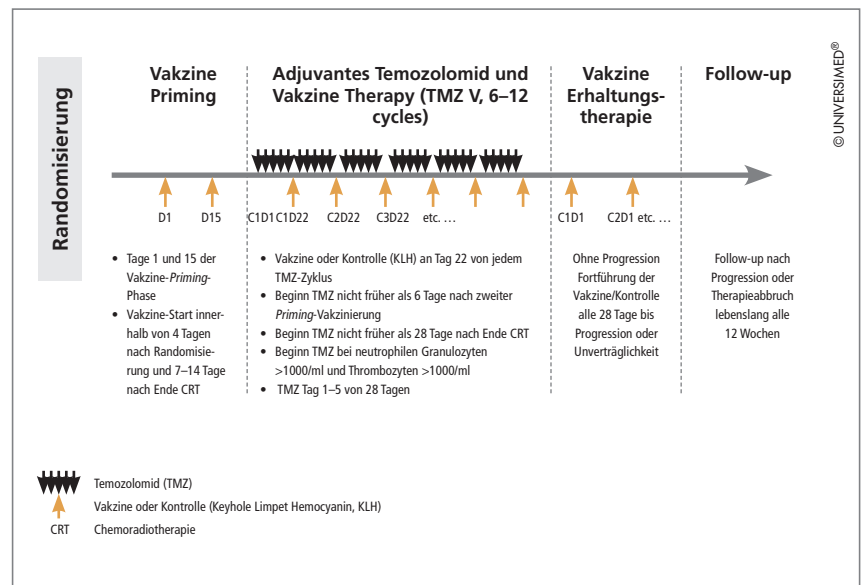 Randomisierung
Vakzine
Priming
Adjuvantes Temozolomid und
Vakzine Therapy (TMZ V, 6–12
cycles)
Vakzine
Erhaltungs-
therapie
Follow-up
©UNIVERSIMED®
D1 D15 C1D1 C1D22 C2D22 C3D22 etc. … C1D1 C2D1 etc. …
• Tage 1 und 15 der
Vakzine-Priming-
Phase
• Vakzine-Start inner-
halb von 4 Tagen
nach Randomisie-
rung und 7–14 Tage
nach Ende CRT
• Vakzine oder Kontrolle (KLH) an Tag 22 von jedem
TMZ-Zyklus
• Beginn TMZ nicht früher als 6 Tage nach zweiter
Priming-Vakzinierung
• Beginn TMZ nicht früher als 28 Tage nach Ende CRT
• Beginn TMZ bei neutrophilen Granulozyten
>1000/ml und Thrombozyten >1000/ml
• TMZ Tag 1–5 von 28 Tagen
Ohne Progression
Fortführung der
Vakzine/Kontrolle
alle 28 Tage bis
Progression oder
Unverträglichkeit
Follow-up nach
Progression oder
Therapieabbruch
lebenslang alle
12 Wochen
Temozolomid (TMZ)
Vakzine oder Kontrolle (Keyhole Limpet Hemocyanin, KLH)
CRT Chemoradiotherapie